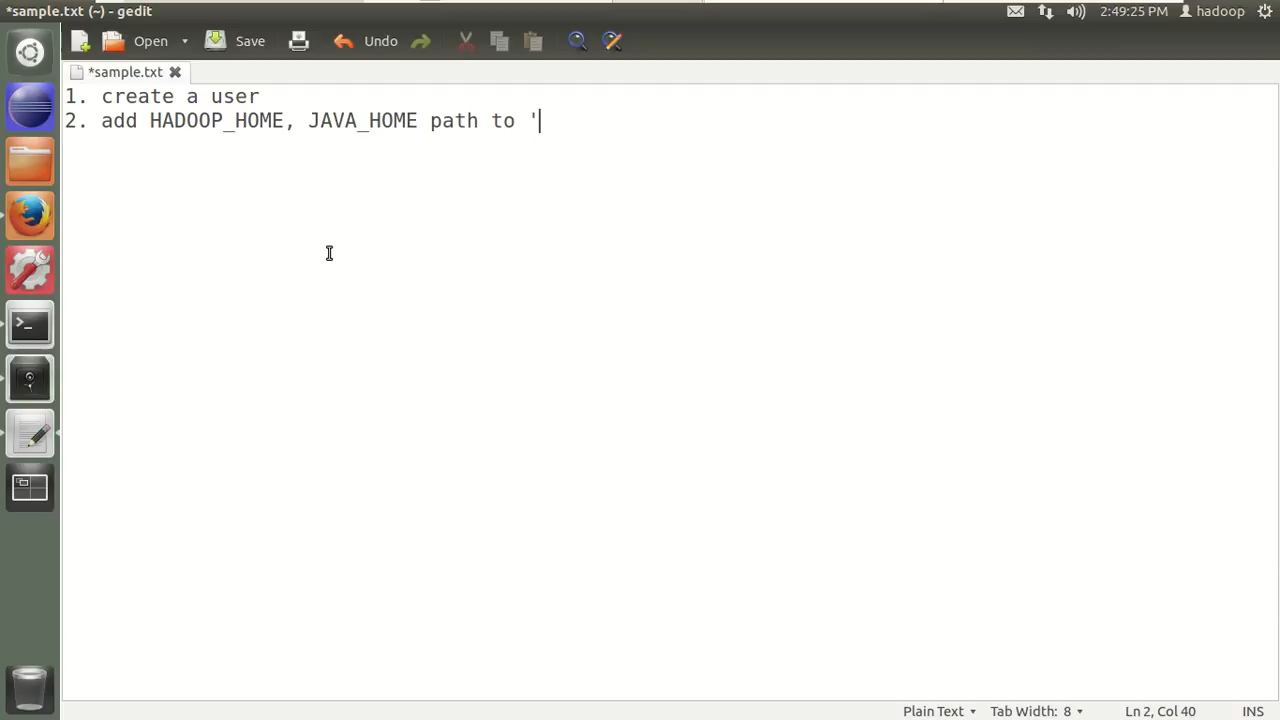 *sample.txt (~) - gedit
2:49:25 PM hadoop
Open Save Undo
*sample.txt
1. create a user
2. add HADOOP_HOME, JAVA_HOME path to '
Plain Text Tab Width: 8 Ln 2, Col 40 INS